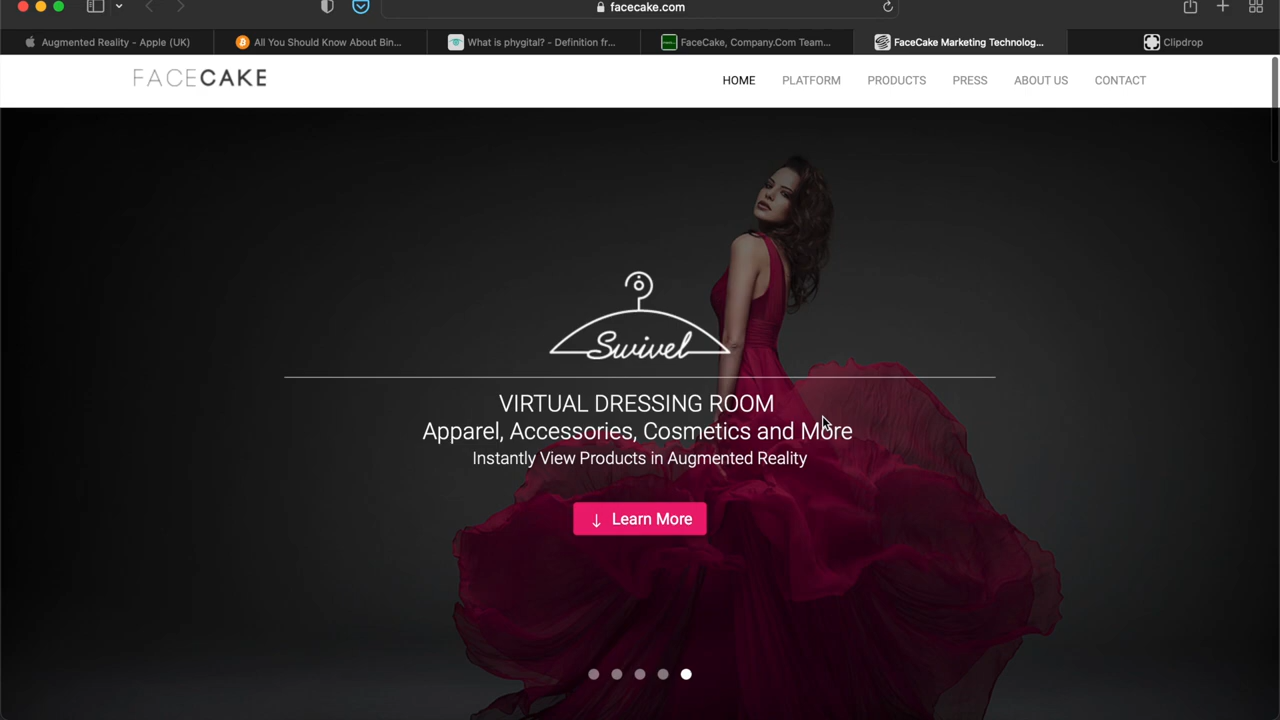 facecake.com
Augmented Reality - Apple (UK)
All You Should Know About Bin...
What is phygital? - Definition fr...
FaceCake, Company.Com Team...
FaceCake Marketing Technolog...
Clipdrop
FACECAKE
HOME
PLATFORM
PRODUCTS
PRESS
ABOUT US
CONTACT
Swivel
VIRTUAL DRESSING ROOM
Apparel, Accessories, Cosmetics and More
Instantly View Products in Augmented Reality
↓ Learn More